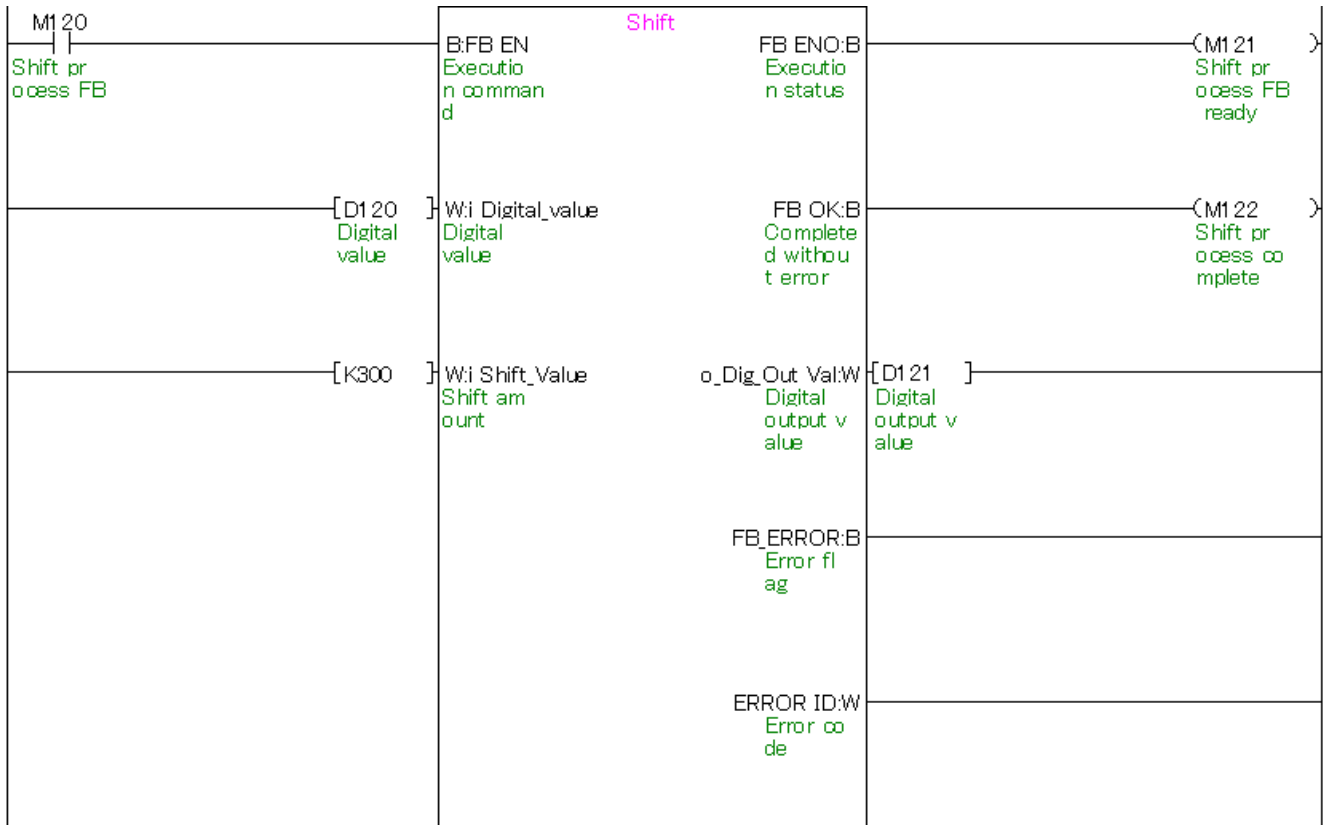 M120
Shift pr
ocess FB
Shift
B:FB EN
Executio
n comman
d
FB ENO:B
Executio
n status
M121
Shift pr
ocess FB
ready
D120
Digital
value
W:i Digital_value
Digital
value
FB OK:B
Complete
d withou
t error
M122
Shift pr
ocess co
mplete
K300
W:i Shift_Value
Shift am
ount
o_Dig_Out Val:W
Digital
output v
alue
D121
Digital
output v
alue
FB_ERROR:B
Error fl
ag
ERROR ID:W
Error co
de